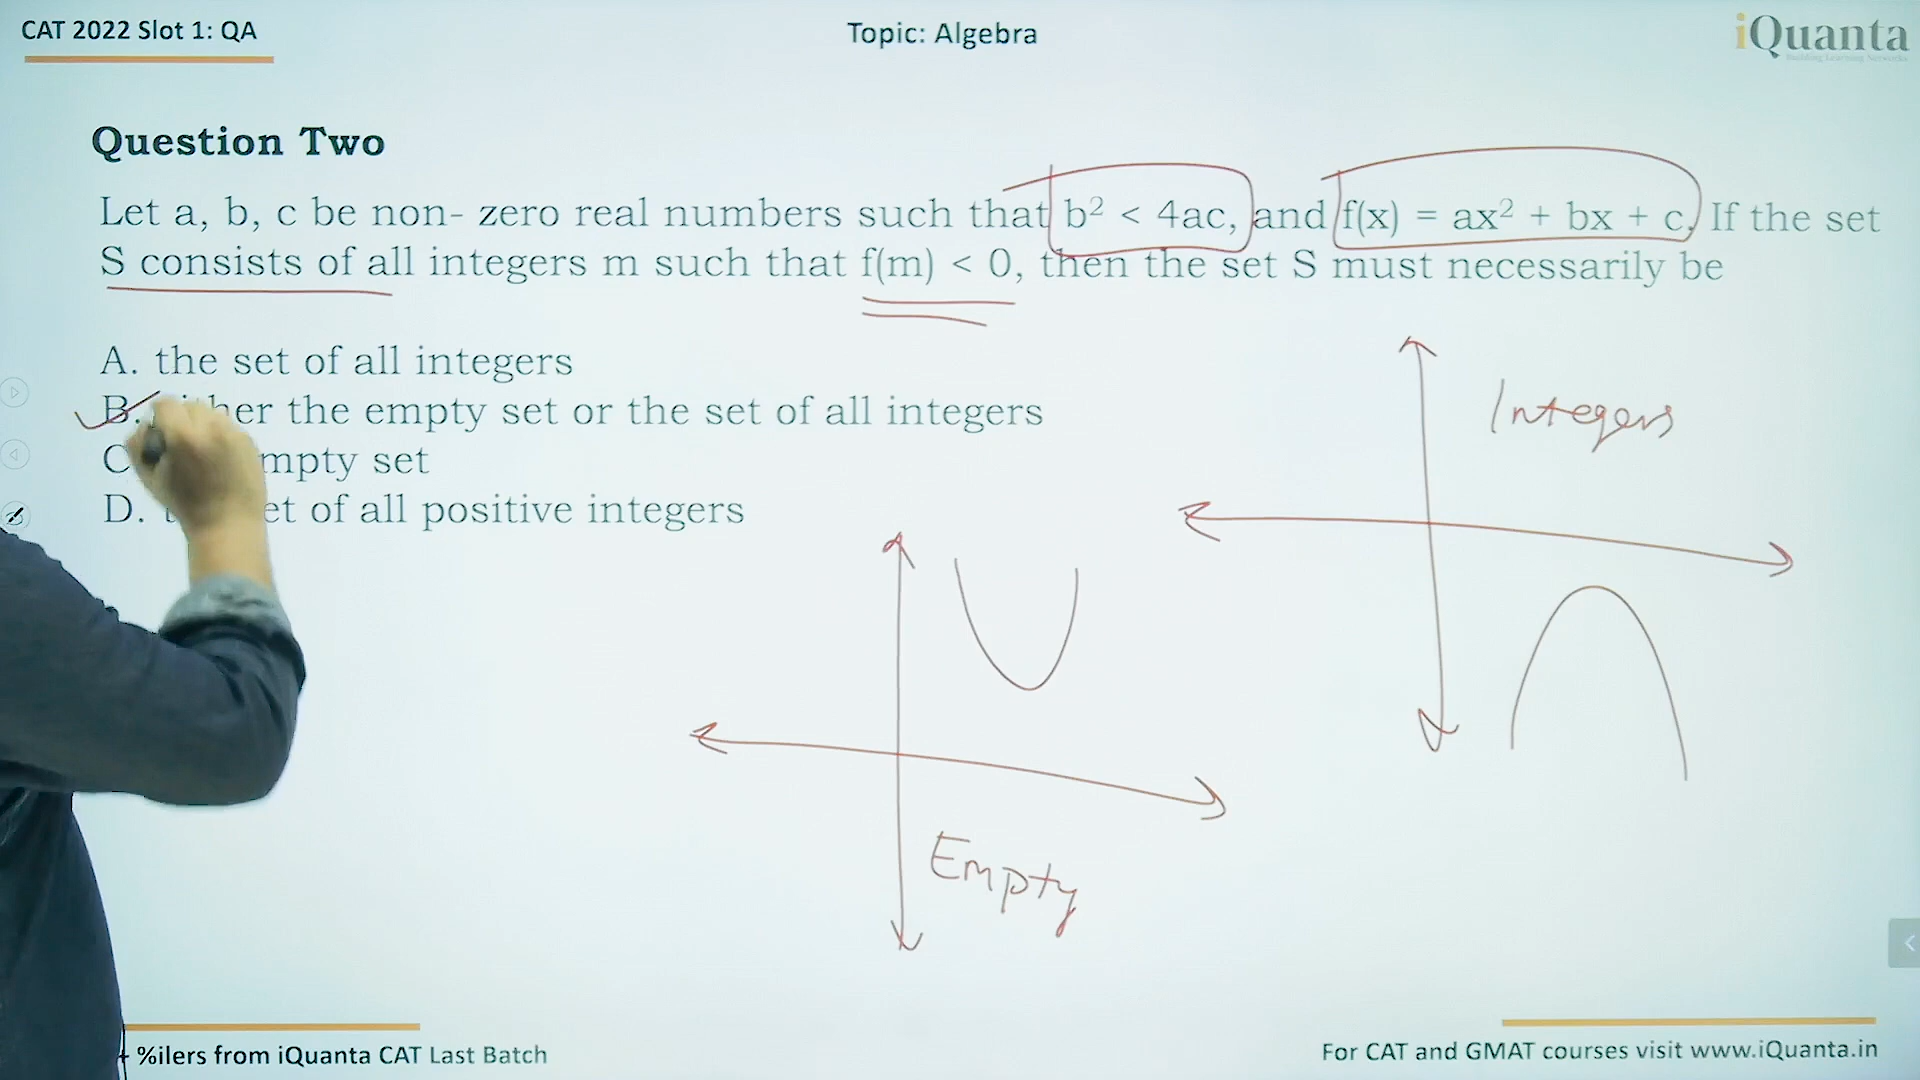 CAT 2022 Slot 1: QA
Topic: Algebra
iQuanta
Question Two
Let a, b, c be non- zero real numbers such that b² < 4ac, and f(x) = ax² + bx + c. If the set
S consists of all integers m such that f(m) < 0, then the set S must necessarily be
A. the set of all integers
B. the empty set or the set of all integers
C set
D. of all positive integers
Integers
Empty
%ilers from iQuanta CAT Last Batch
For CAT and GMAT courses visit www.iQuanta.in